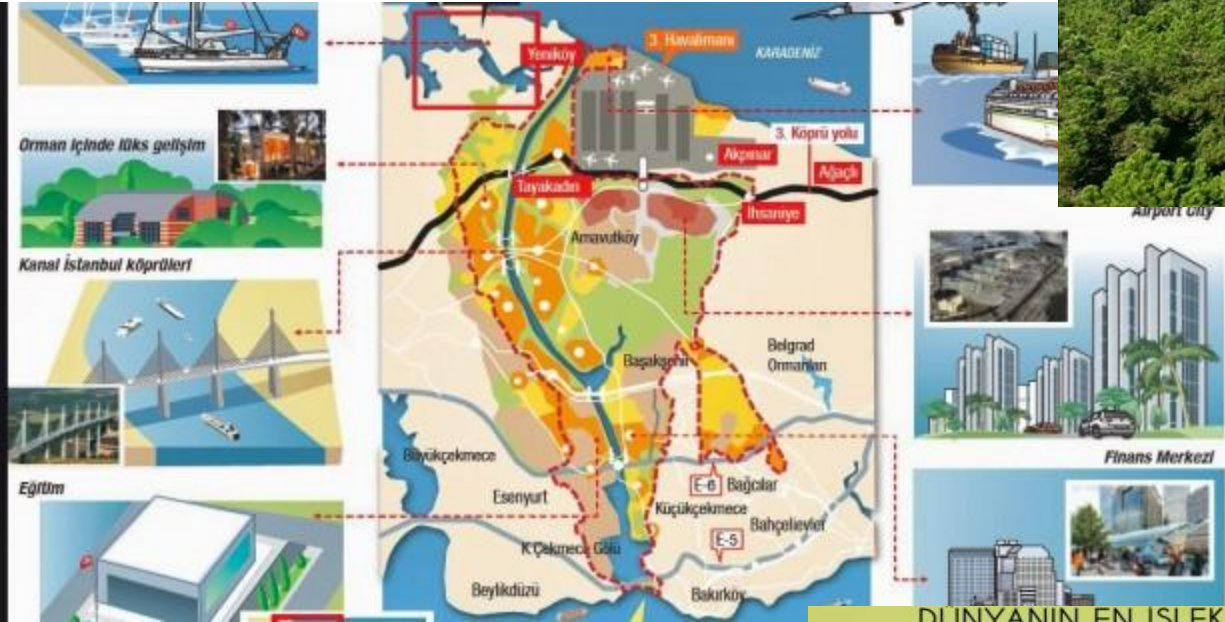 Yeniköy
3. Havalimanı
KARADENİZ
3. Köprü yolu
Akpınar
Ağaçlı
Tayakadın
İhsaniye
Arnavutköy
Başakşehir
Belgrad
Ormanları
Büyükçekmece
Esenyurt
E-6
Bağcılar
Küçükçekmece
Bahçelievler
K.Çekmece Gölü
E-5
Beylikdüzü
Bakırköy
Orman içinde lüks gelişim
Kanal İstanbul köprüleri
Eğitim
Airport City
Finans Merkezi
DÜNYANIN EN İŞLEK